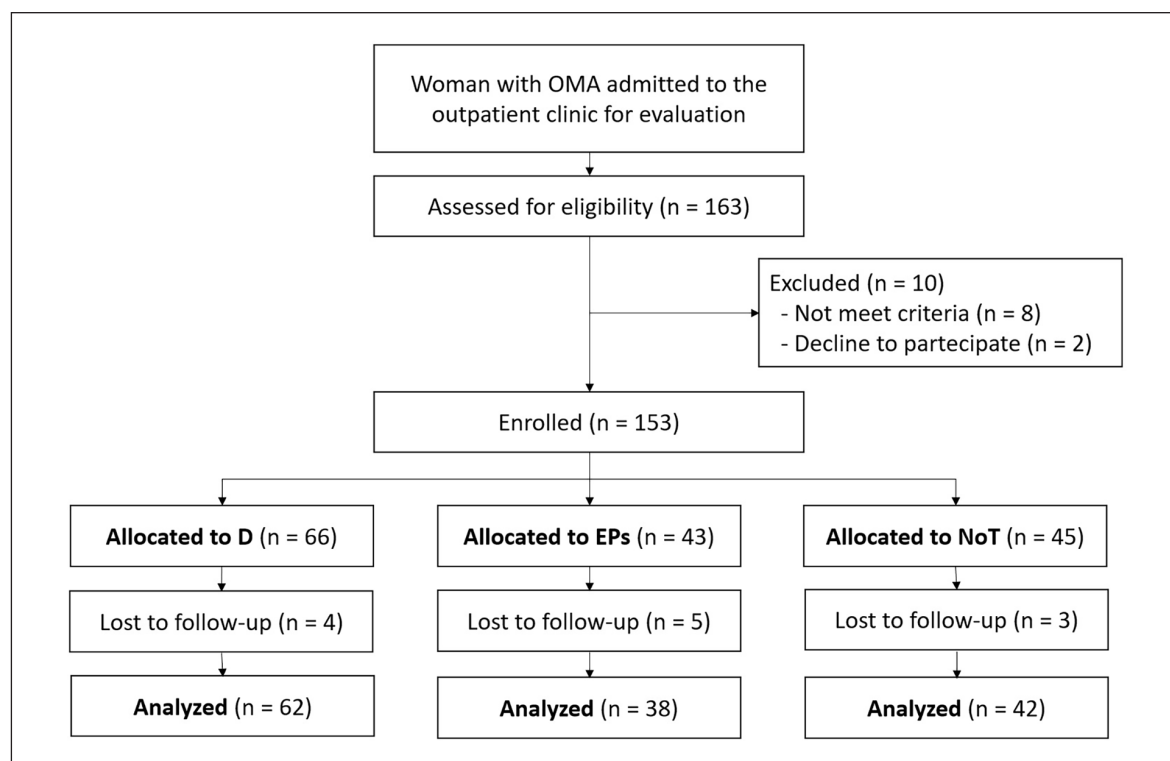 Woman with OMA admitted to the
outpatient clinic for evaluation
Assessed for eligibility (n = 163)
Excluded (n = 10)
- Not meet criteria (n = 8)
- Decline to partecipate (n = 2)
Enrolled (n = 153)
Allocated to D (n = 66)
Allocated to EPs (n = 43)
Allocated to NoT (n = 45)
Lost to follow-up (n = 4)
Lost to follow-up (n = 5)
Lost to follow-up (n = 3)
Analyzed (n = 62)
Analyzed (n = 38)
Analyzed (n = 42)